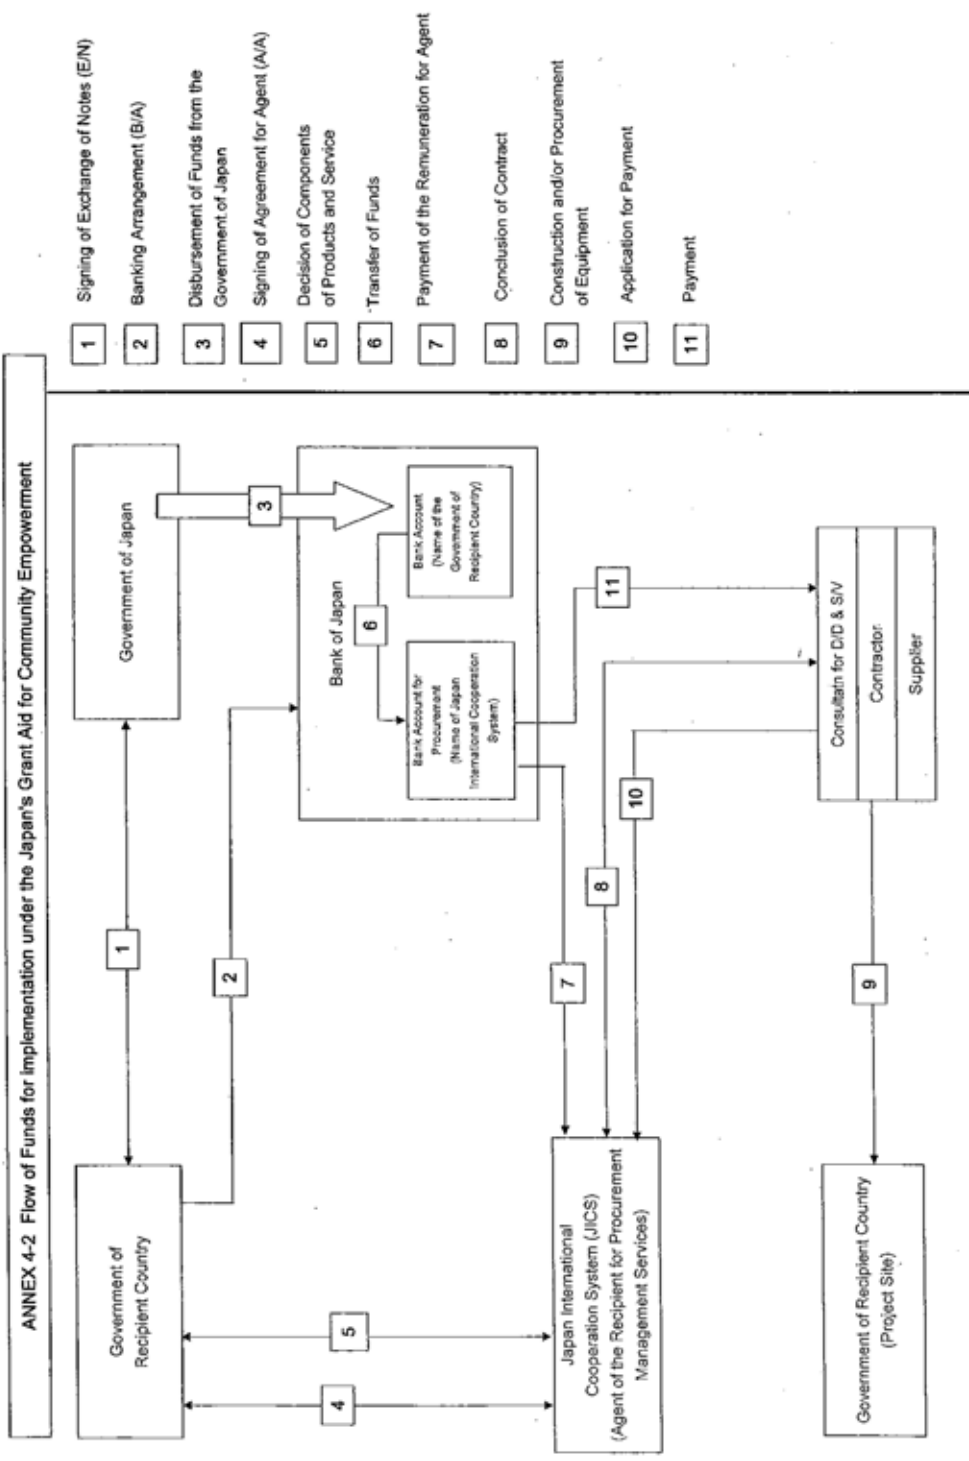 ANNEX 4-2 Flow of Funds for implementation under the Japan's Grant Aid for Community Empowerment
Government of
Recipient Country
1
Government of Japan
2
3
Bank of Japan
Bank Account for
Procurement
(Name of Japan
International Cooperation
System)
6
Bank Account
(Name of the
Government of
Recipient Country)
4
5
7
8
10
11
Japan International
Cooperation System (JICS)
(Agent of the Recipient for Procurement
Management Services)
Consultatn for D/D & S/V
Contractor
Supplier
9
Government of Recipient Country
(Project Site)
1 Signing of Exchange of Notes (E/N)
2 Banking Arrangement (B/A)
3 Disbursement of Funds from the
Government of Japan
4 Signing of Agreement for Agent (A/A)
5 Decision of Components
of Products and Service
6 Transfer of Funds
7 Payment of the Remuneration for Agent
8 Conclusion of Contract
9 Construction and/or Procurement
of Equipment
10 Application for Payment
11 Payment